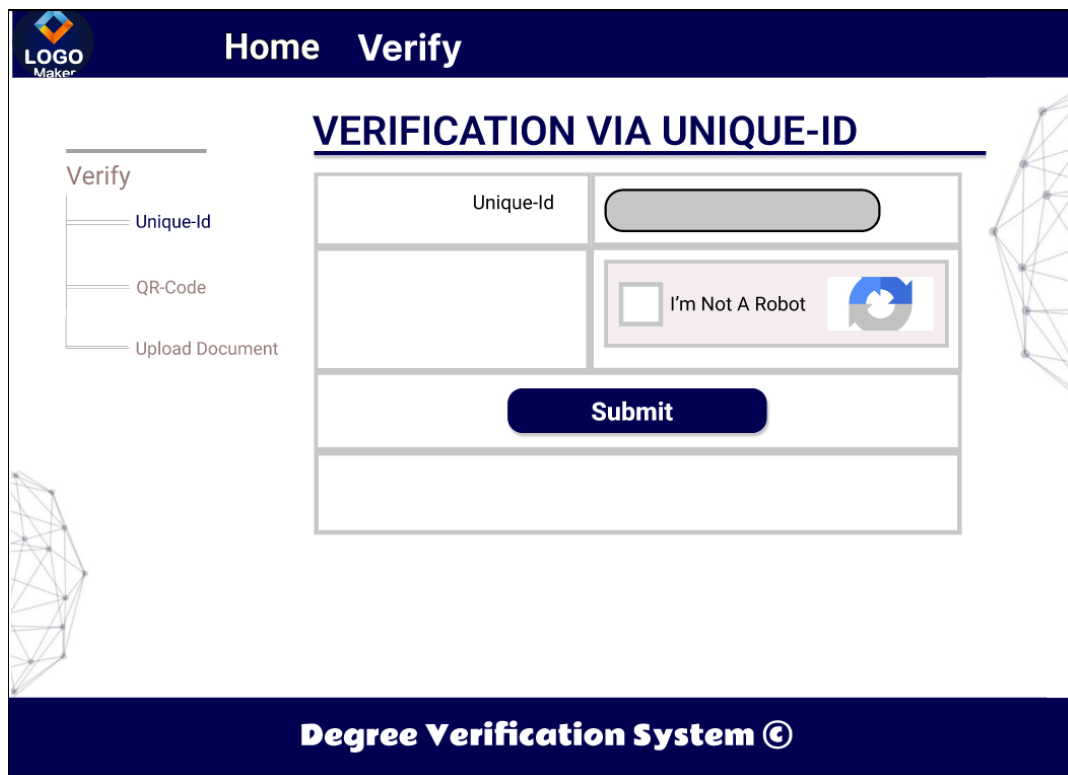 LOGO
Maker
Home Verify
VERIFICATION VIA UNIQUE-ID
Verify
Unique-Id
QR-Code
Upload Document
Unique-Id
I'm Not A Robot
Submit
Degree Verification System ©